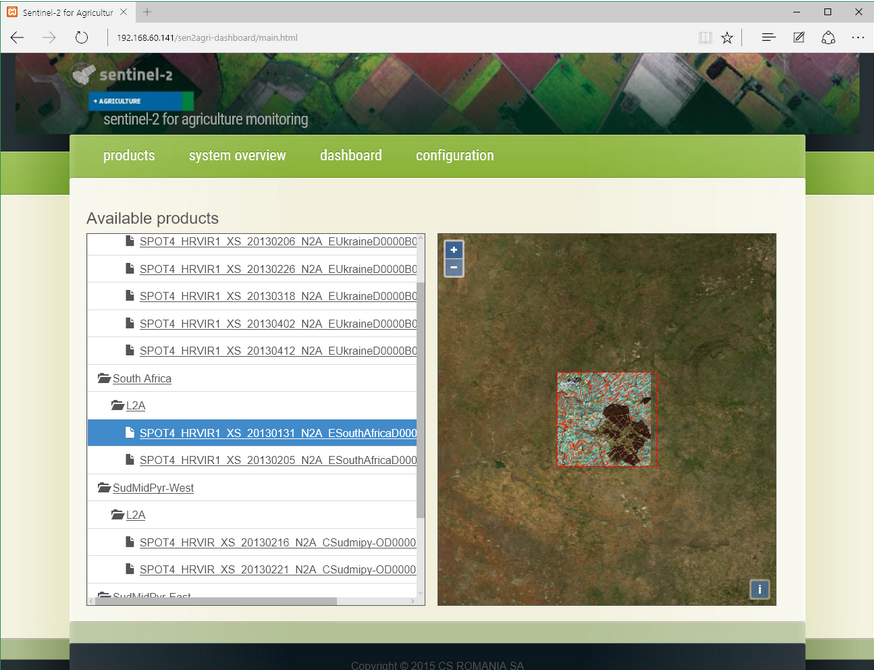 Sentinel-2 for Agricultur
192.168.60.141/sen2agri-dashboard/main.html
sentinel-2
+ AGRICULTURE
sentinel-2 for agriculture monitoring
products system overview dashboard configuration
Available products
SPOT4_HRVIR1_XS_20130206_N2A_EUkraineD0000B0
SPOT4_HRVIR1_XS_20130226_N2A_EUkraineD0000B0
SPOT4_HRVIR1_XS_20130318_N2A_EUkraineD0000B0
SPOT4_HRVIR1_XS_20130402_N2A_EUkraineD0000B0
SPOT4_HRVIR1_XS_20130412_N2A_EUkraineD0000B0
South Africa
L2A
SPOT4_HRVIR1_XS_20130131_N2A_ESouthAfricaD000
SPOT4_HRVIR1_XS_20130205_N2A_ESouthAfricaD000
SudMidPyr-West
L2A
SPOT4_HRVIR_XS_20130216_N2A_CSudmipy-OD0000
SPOT4_HRVIR_XS_20130221_N2A_CSudmipy-OD0000
SudMidPyr-East
+
−
i
Copyright © 2015 CS ROMANIA SA